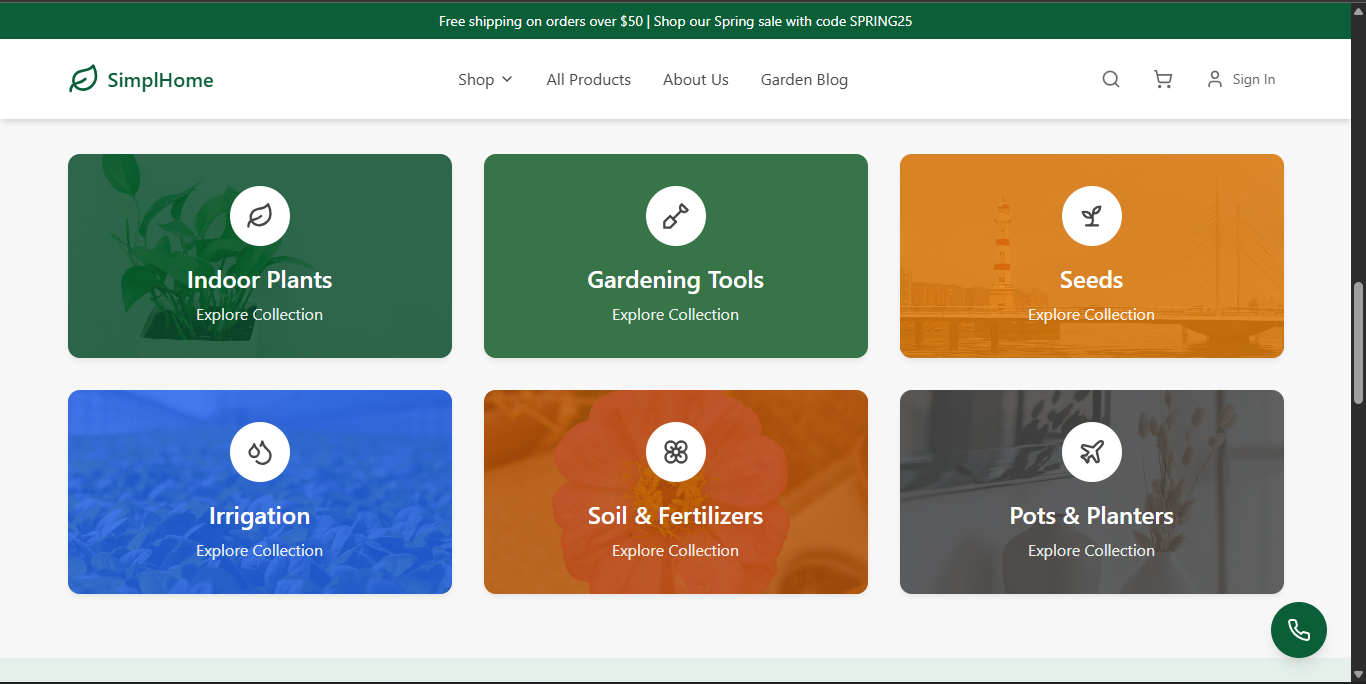 Free shipping on orders over $50 | Shop our Spring sale with code SPRING25
SimplHome
Shop
All Products
About Us
Garden Blog
Sign In
Indoor Plants
Explore Collection
Gardening Tools
Explore Collection
Seeds
Explore Collection
Irrigation
Explore Collection
Soil & Fertilizers
Explore Collection
Pots & Planters
Explore Collection